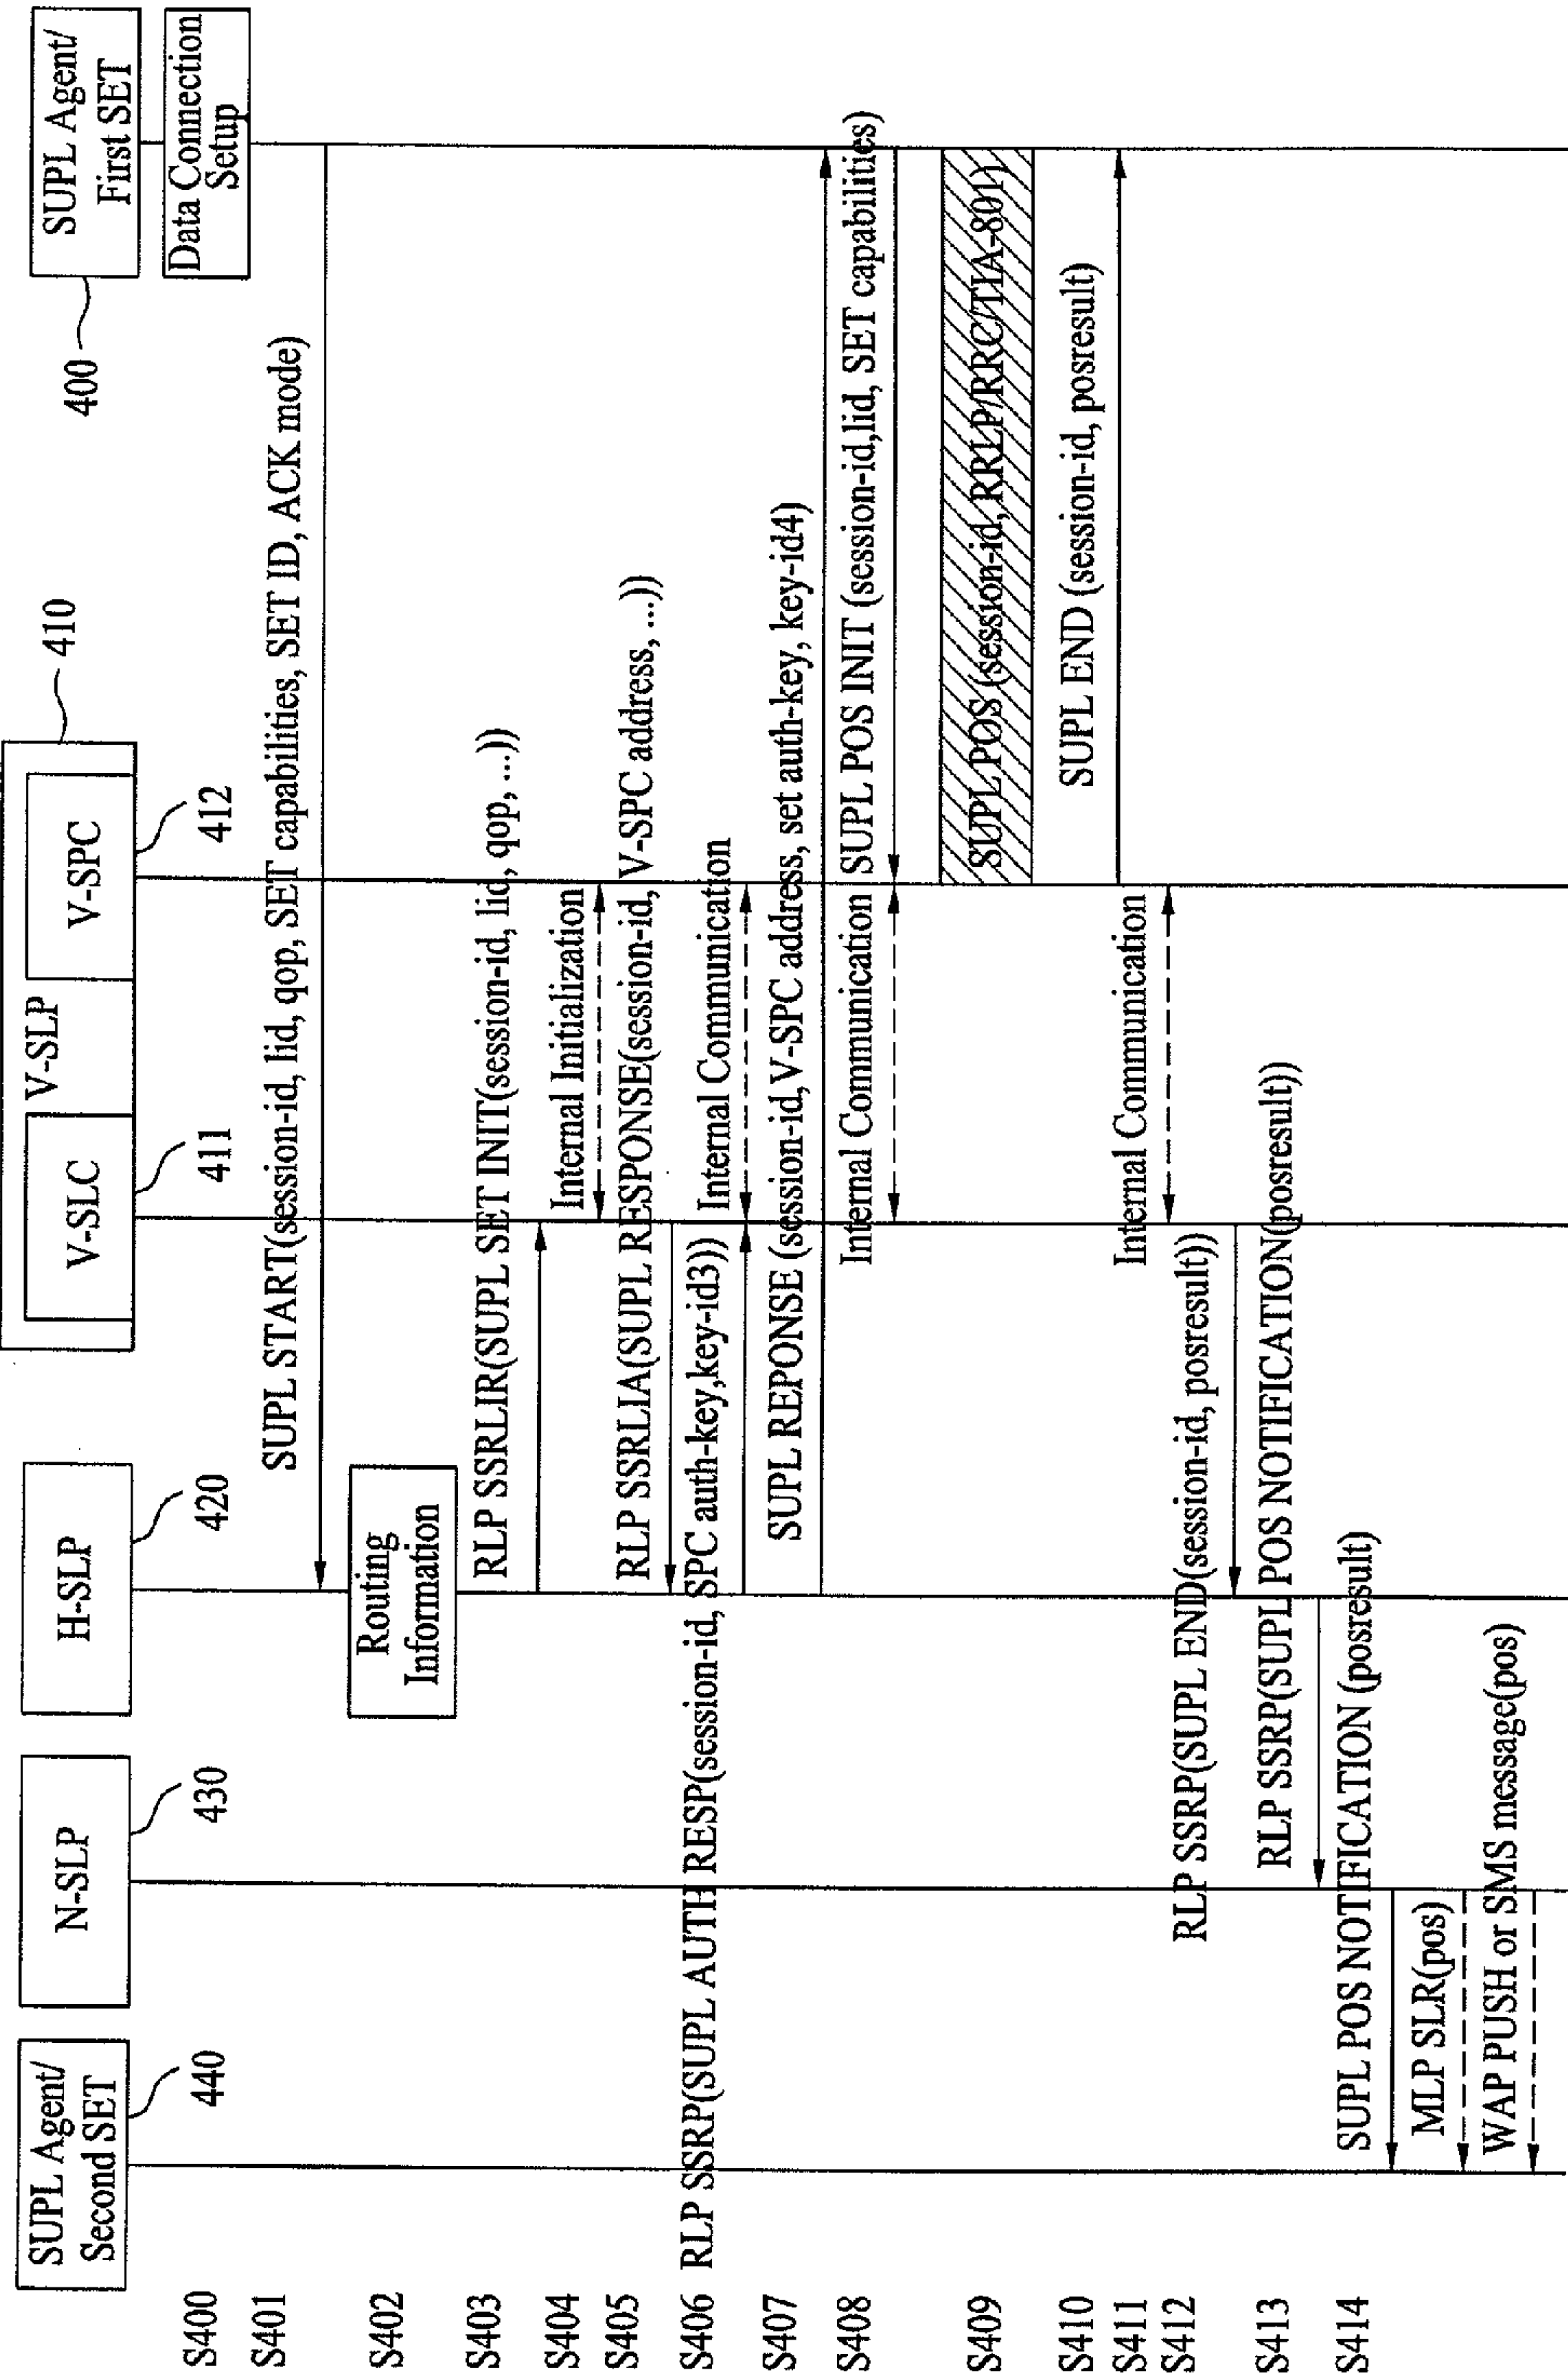 SUPL Agent/
Second SET
440
N-SLP
430
H-SLP
420
V-SLC
411
V-SLP
V-SPC
412
410
SUPL Agent/
First SET
400
S400
Data Connection
Setup
S401
SUPL START(session-id, lid, qop, SET capabilities, SET ID, ACK mode)
S402
Routing
Information
S403
RLP SSRLIR(SUPL SET INIT(session-id, lid, qop, ...))
S404
Internal Initialization
S405
RLP SSRLIA(SUPL RESPONSE(session-id, V-SPC address, ...))
S406
RLP SSRP(SUPL AUTH RESP(session-id, SPC auth-key,key-id3))
Internal Communication
S407
SUPL REPONSE (session-id,V-SPC address, set auth-key, key-id4)
S408
Internal Communication
SUPL POS INIT (session-id,lid, SET capabilities)
S409
SUPL POS (session-id, RRLP/RRC/TIA-801)
S410
SUPL END (session-id, posresult)
S411
Internal Communication
S412
RLP SSRP(SUPL END(session-id, posresult))
S413
RLP SSRP(SUPL POS NOTIFICATION(posresult))
S414
SUPL POS NOTIFICATION (posresult)
MLP SLR(pos)
WAP PUSH or SMS message(pos)